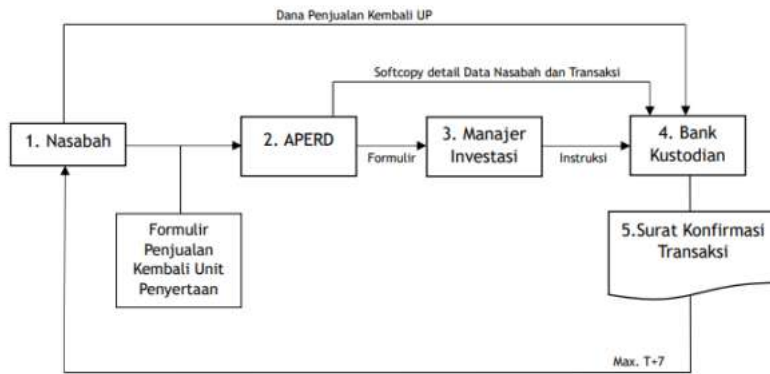 Dana Penjualan Kembali UP
Softcopy detail Data Nasabah dan Transaksi
1. Nasabah
2. APERD
Formulir
3. Manajer
Investasi
Instruksi
4. Bank
Kustodian
Formulir
Penjualan
Kembali Unit
Penyertaan
5.Surat Konfirmasi
Transaksi
Max. T+7